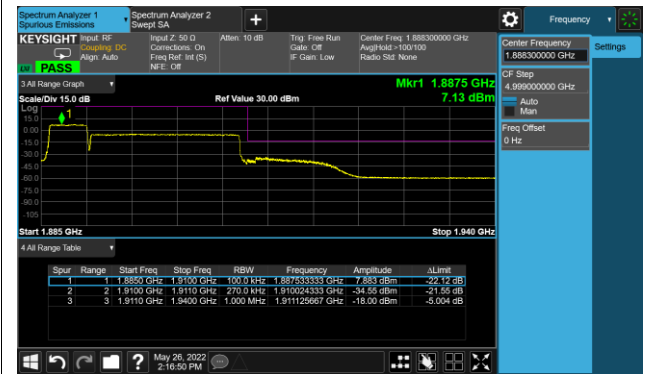 Spectrum Analyzer 1
Spurious Emissions
Spectrum Analyzer 2
Swept SA
Frequency
KEYSIGHT
Input: RF
Coupling: DC
Align: Auto
Input Z: 50 Ω
Corrections: On
Freq Ref: Int (S)
NFE: Off
Atten: 10 dB
Trig: Free Run
Gate: Off
IF Gain: Low
Center Freq: 1.888300000 GHz
Avg|Hold:>100/100
Radio Std: None
PASS
Center Frequency
1.888300000 GHz
Settings
CF Step
4.999000000 GHz
Auto
Man
Freq Offset
0 Hz
3 All Range Graph
Mkr1 1.8875 GHz
7.13 dBm
Scale/Div 15.0 dB
Ref Value 30.00 dBm
Log
15.0
0.00
-15.0
-30.0
-45.0
-60.0
-75.0
-90.0
-105
1
Start 1.885 GHz
Stop 1.940 GHz
4 All Range Table
Spur Range Start Freq Stop Freq RBW Frequency Amplitude ΔLimit
1 1 1.8850 GHz 1.9100 GHz 100.0 kHz 1.887533333 GHz 7.883 dBm -22.12 dB
2 2 1.9100 GHz 1.9110 GHz 270.0 kHz 1.910024333 GHz -34.55 dBm -21.55 dB
3 3 1.9110 GHz 1.9400 GHz 1.000 MHz 1.911125667 GHz -18.00 dBm -5.004 dB
May 26, 2022
2:16:50 PM